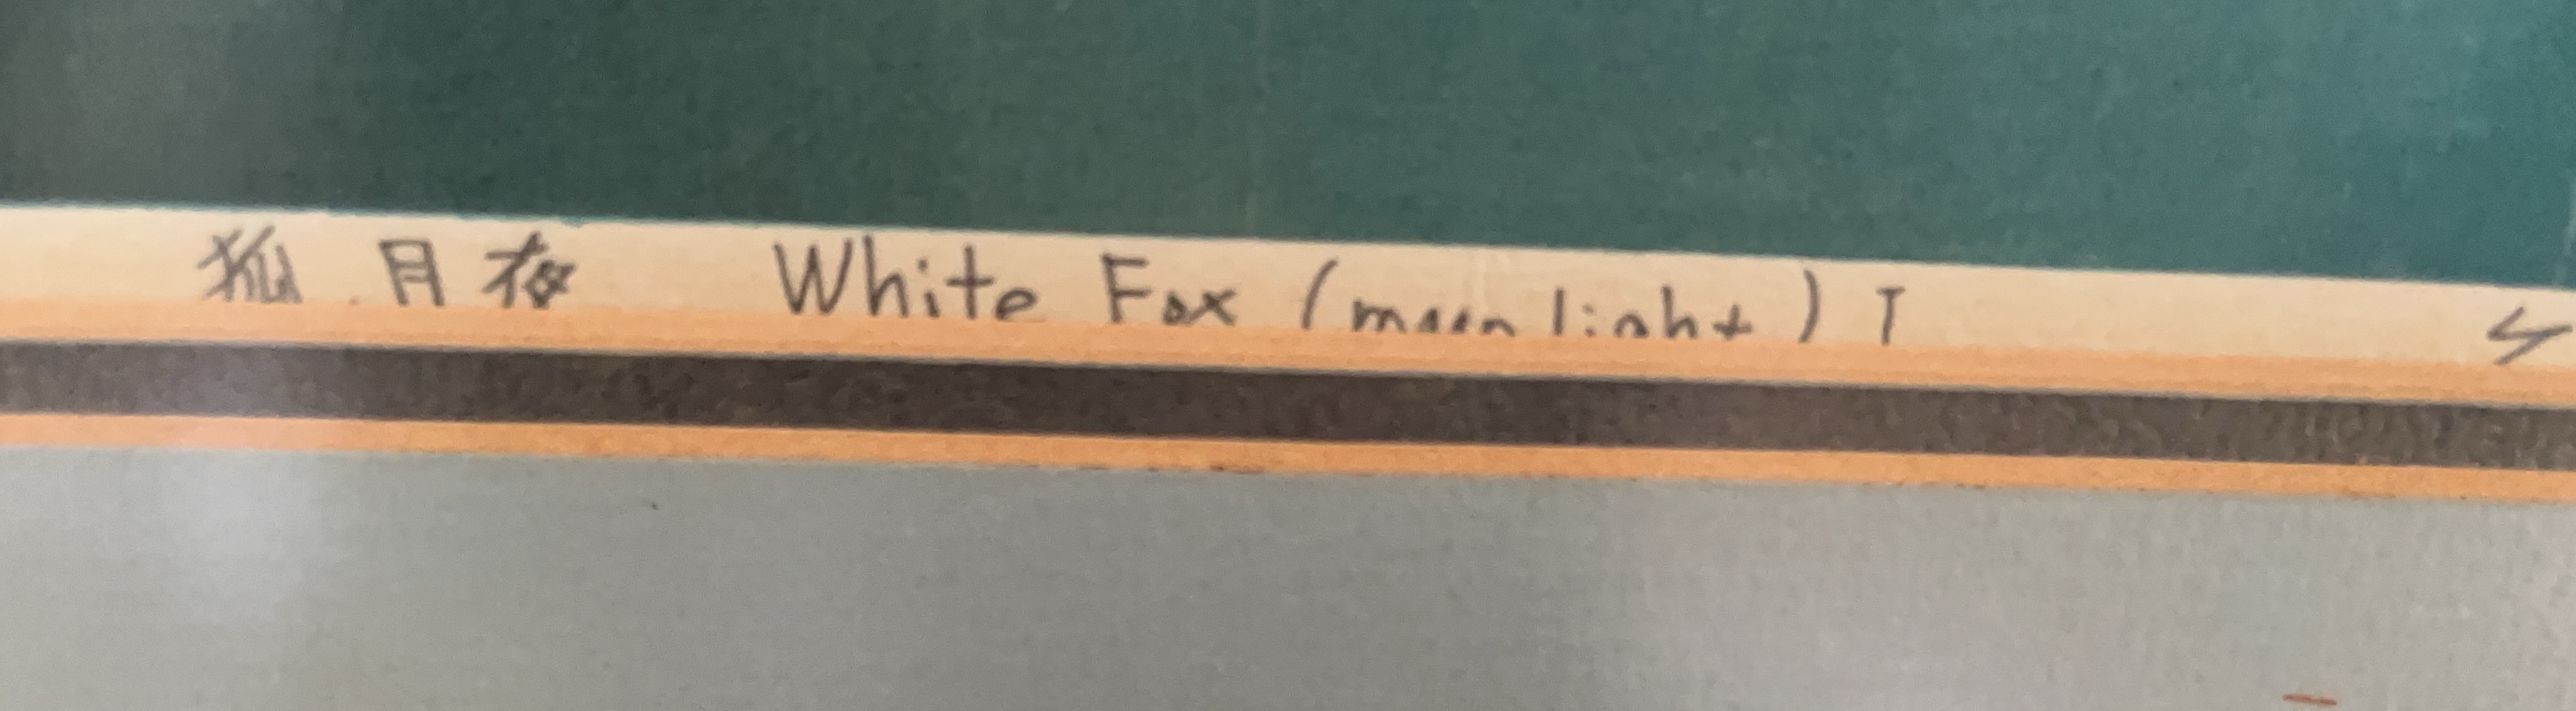 狐.月夜 White Fox (moonlight) I